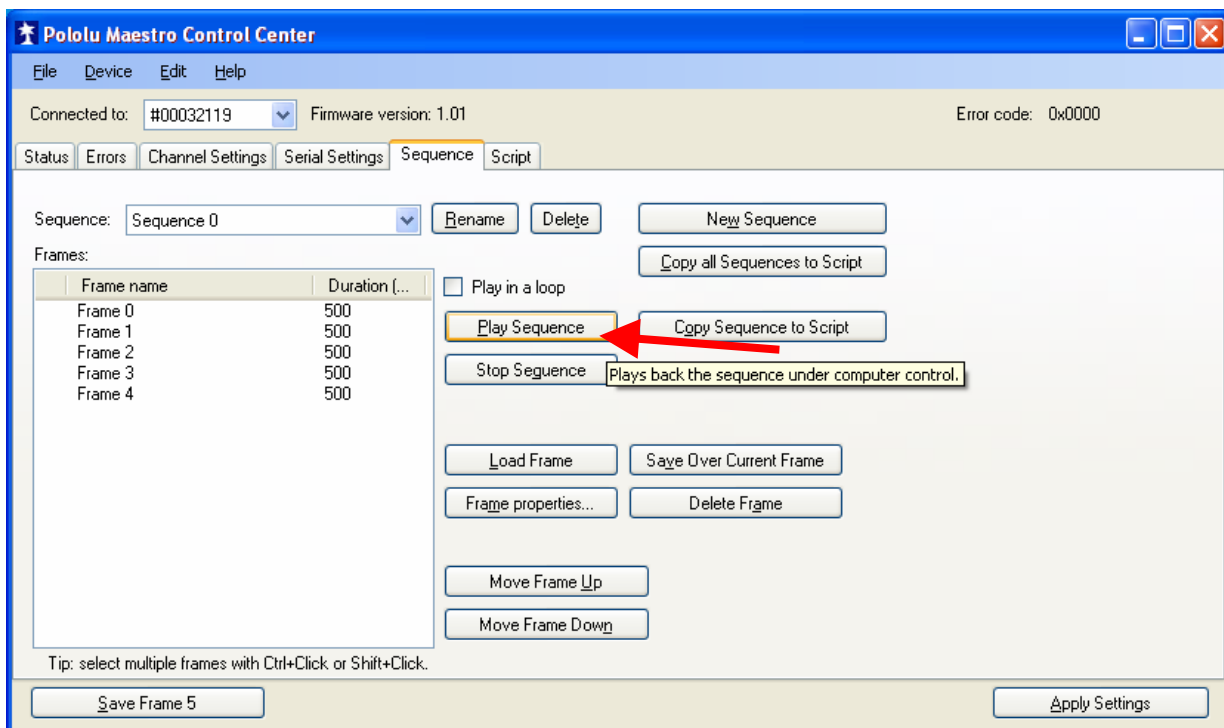 Pololu Maestro Control Center
File Device Edit Help
Connected to: #00032119 Firmware version: 1.01 Error code: 0x0000
Status Errors Channel Settings Serial Settings Sequence Script
Sequence: Sequence 0 Rename Delete New Sequence
Frames:
Copy all Sequences to Script
Frame name Duration (...
Play in a loop
Frame 0 500
Frame 1 500
Frame 2 500
Frame 3 500
Frame 4 500
Play Sequence Copy Sequence to Script
Stop Sequence
Plays back the sequence under computer control.
Load Frame Save Over Current Frame
Frame properties... Delete Frame
Move Frame Up
Move Frame Down
Tip: select multiple frames with Ctrl+Click or Shift+Click.
Save Frame 5 Apply Settings